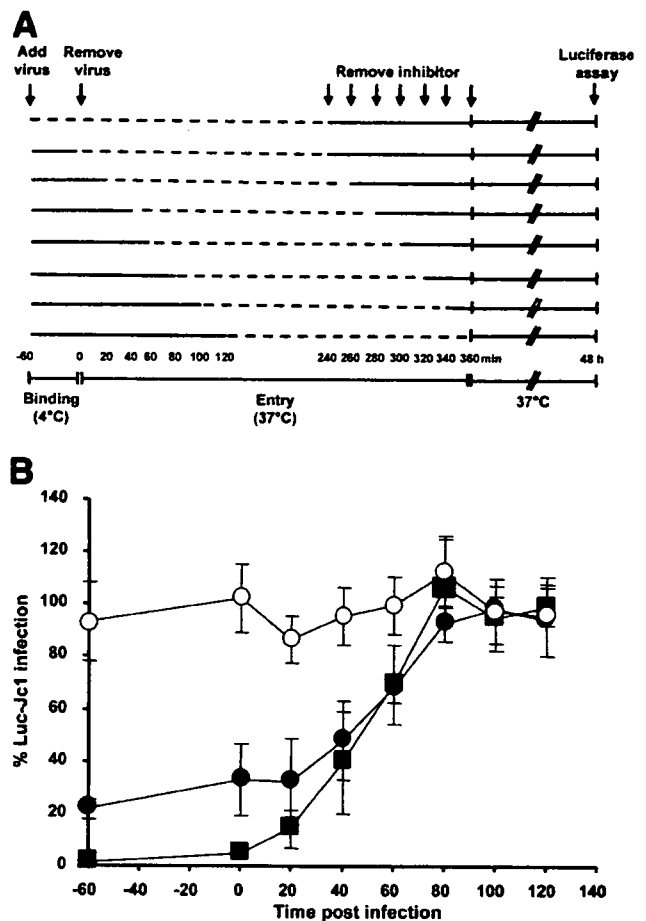 A
Add virus
Remove virus
Remove inhibitor
Luciferase assay
-60 0 20 40 60 80 100 120 240 260 280 300 320 340 360 min 48 h
Binding (4°C)
Entry (37°C)
37°C
B
% Luc-Jc1 infection
140
120
100
80
60
40
20
0
-60 -40 -20 0 20 40 60 80 100 120 140
Time post infection